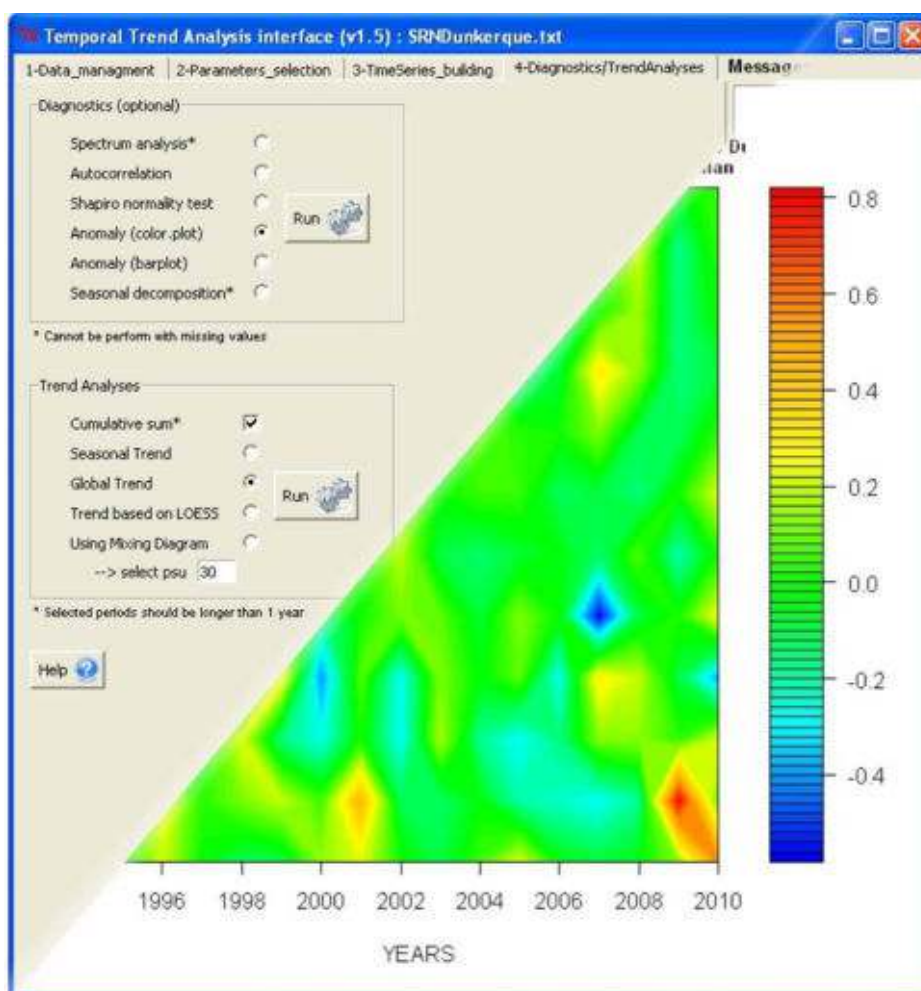 Temporal Trend Analysis interface (v1.5) : SRNDunkerque.txt
1-Data_managment 2-Parameters_selection 3-TimeSeries_building 4-Diagnostics/TrendAnalyses
Diagnostics (optional)
Spectrum analysis*
Autocorrelation
Shapiro normality test
Anomaly (color.plot)
Anomaly (barplot)
Seasonal decomposition*
Run
* Cannot be perform with missing values
Trend Analyses
Cumulative sum*
Seasonal Trend
Global Trend
Trend based on LOESS
Using Mixing Diagram
--> select psu 30
Run
* Selected periods should be longer than 1 year
Help
0.8
0.6
0.4
0.2
0.0
-0.2
-0.4
1996 1998 2000 2002 2004 2006 2008 2010
YEARS